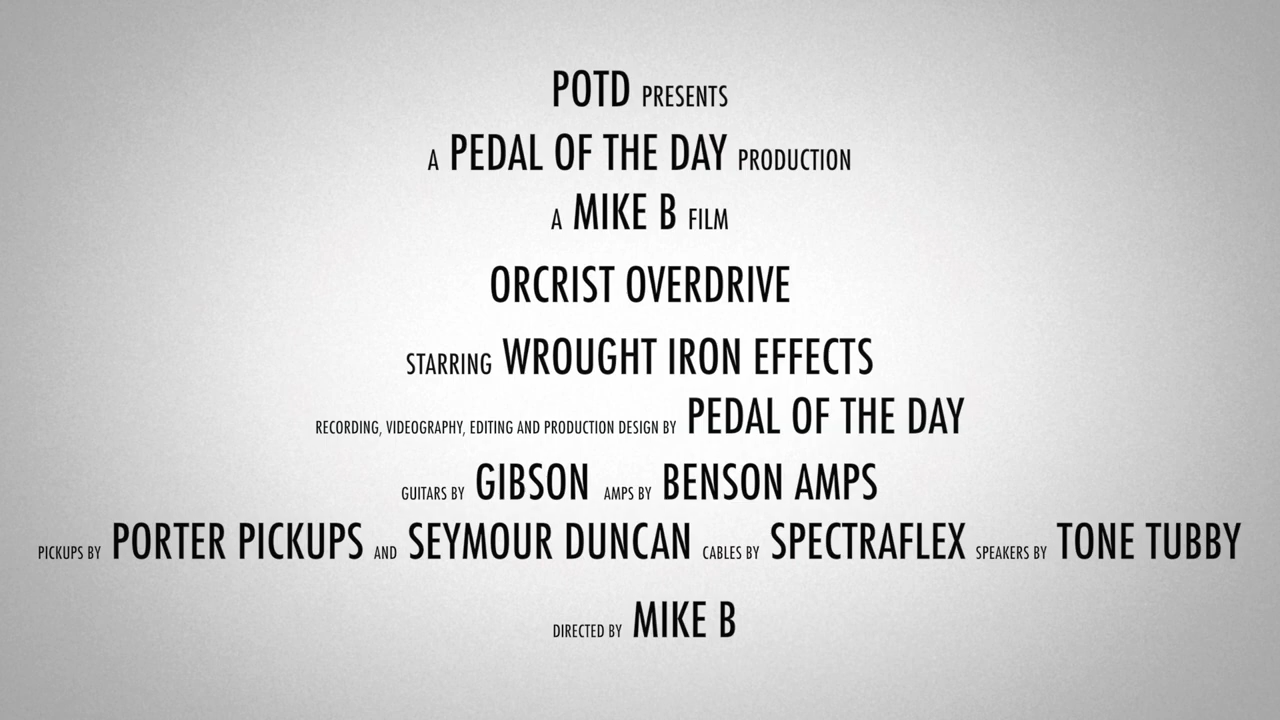 POTD PRESENTS
A PEDAL OF THE DAY PRODUCTION
A MIKE B FILM
ORCRIST OVERDRIVE
STARRING WROUGHT IRON EFFECTS
RECORDING, VIDEOGRAPHY, EDITING AND PRODUCTION DESIGN BY PEDAL OF THE DAY
GUITARS BY GIBSON AMPS BY BENSON AMPS
PICKUPS BY PORTER PICKUPS AND SEYMOUR DUNCAN CABLES BY SPECTRAFLEX SPEAKERS BY TONE TUBBY
DIRECTED BY MIKE B